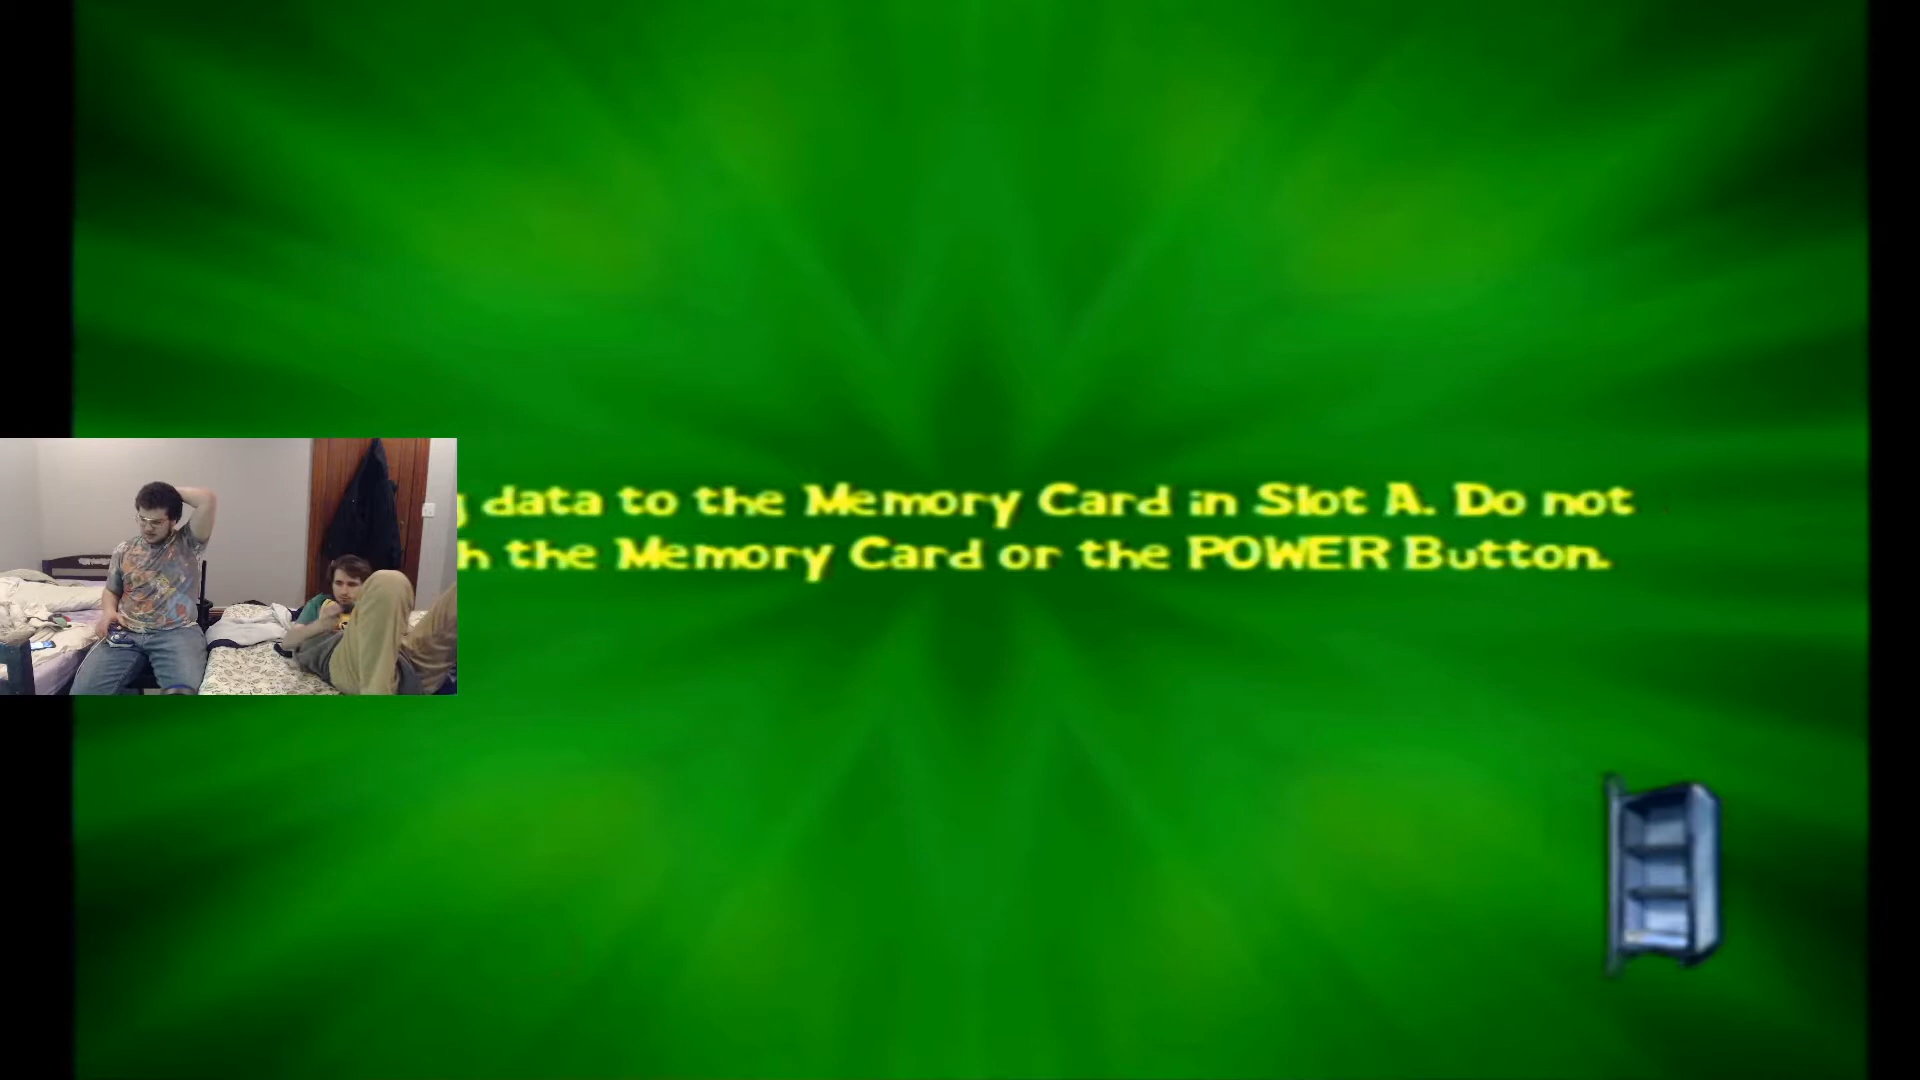 data to the Memory Card in Slot A. Do not
the Memory Card or the POWER Button.